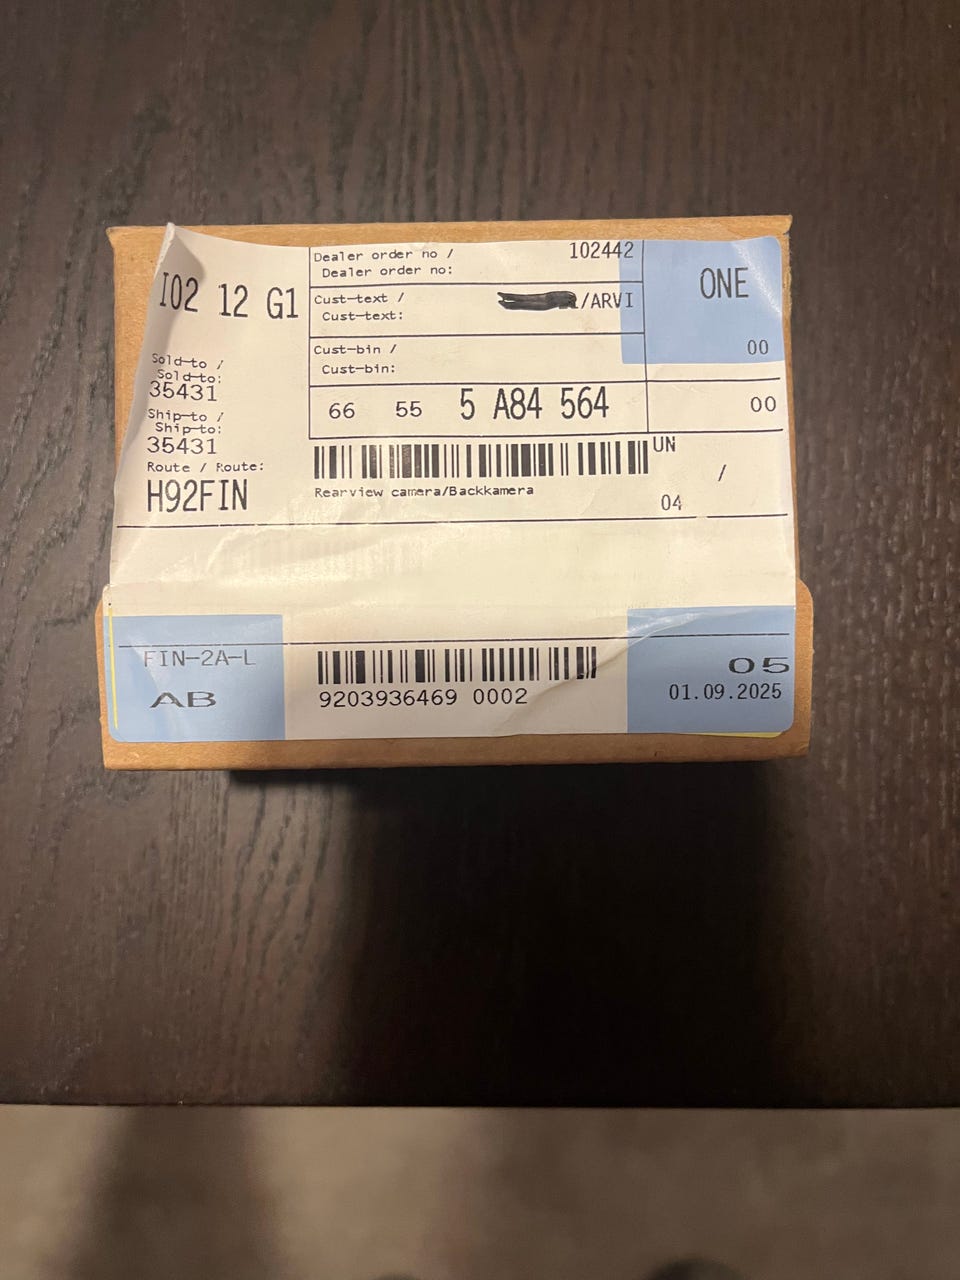 I02 12 G1
Dealer order no /
Dealer order no:
102442
ONE
00
Cust-text /
Cust-text:
/ARVI
Cust-bin /
Cust-bin:
Sold-to /
Sold-to:
35431
Ship-to /
Ship-to:
35431
66 55 5 A84 564
00
Route / Route:
H92FIN
UN
/
04
Rearview camera/Backkamera
FIN-2A-L
AB
9203936469 0002
05
01.09.2025